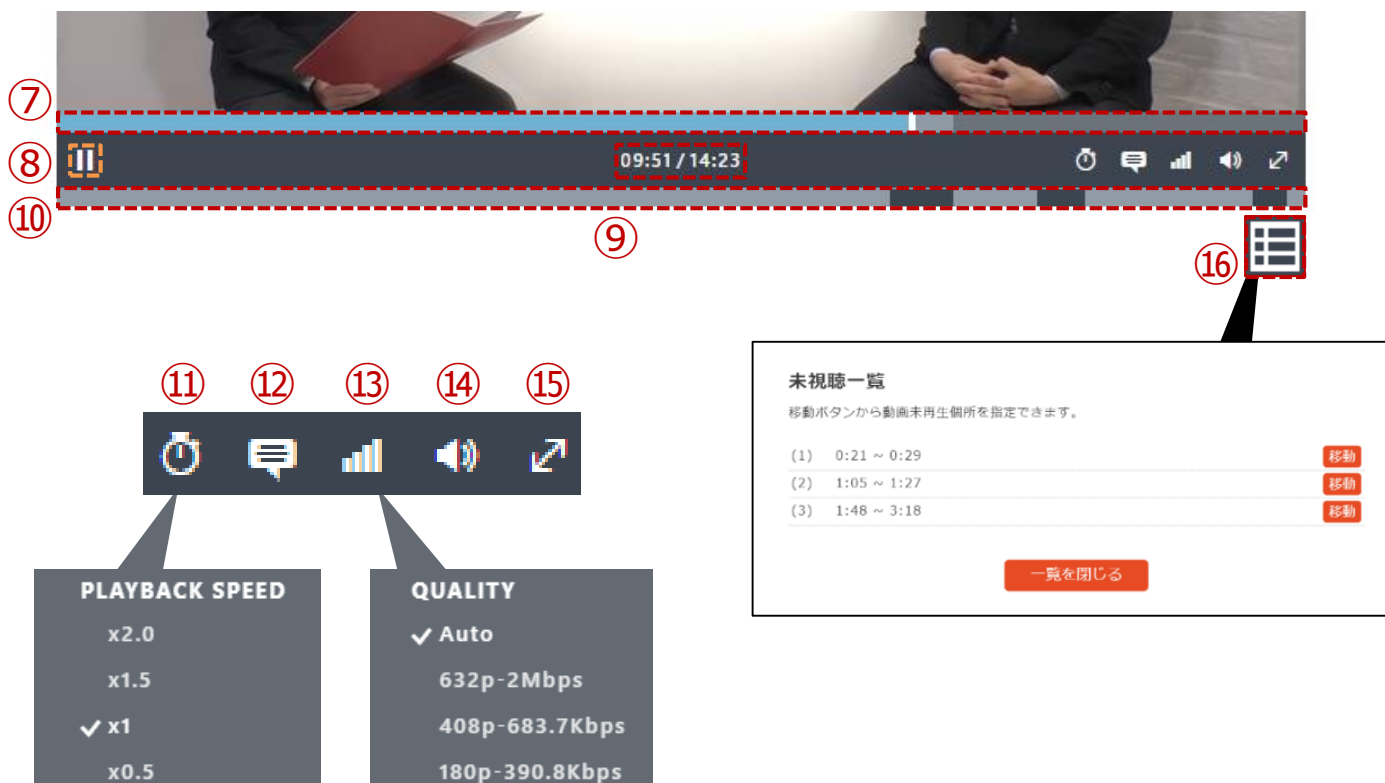 ⑦
⑧
09:51/14:23
⑩
⑨
⑯
⑪ ⑫ ⑬ ⑭ ⑮
PLAYBACK SPEED
x2.0
x1.5
x1
x0.5
QUALITY
Auto
632p-2Mbps
408p-683.7Kbps
180p-390.8Kbps
未視聴一覧
移動ボタンから動画未再生個所を指定できます。
(1) 0:21 ~ 0:29 移動
(2) 1:05 ~ 1:27 移動
(3) 1:48 ~ 3:18 移動
一覧を閉じる